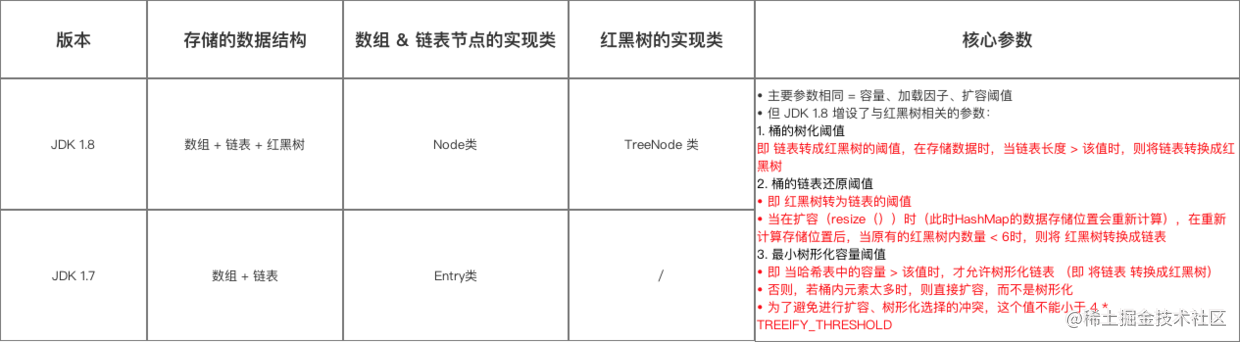 版本
存储的数据结构
数组 & 链表节点的实现类
红黑树的实现类
核心参数
JDK 1.8
数组 + 链表 + 红黑树
Node类
TreeNode 类
• 主要参数相同 = 容量、加载因子、扩容阈值
• 但 JDK 1.8 增设了与红黑树相关的参数：
1. 桶的树化阈值
即 链表转成红黑树的阈值，在存储数据时，当链表长度 > 该值时，则将链表转换成红
黑树
2. 桶的链表还原阈值
• 即 红黑树转为链表的阈值
• 当在扩容（resize（））时（此时HashMap的数据存储位置会重新计算），在重新
计算存储位置后，当原有的红黑树内数量 < 6时，则将 红黑树转换成链表
3. 最小树形化容量阈值
• 即 当哈希表中的容量 > 该值时，才允许树形化链表 （即 将链表 转换成红黑树）
• 否则，若桶内元素太多时，则直接扩容，而不是树形化
• 为了避免进行扩容、树形化选择的冲突，这个值不能小于 4 *
TREEIFY_THRESHOLD
JDK 1.7
数组 + 链表
Entry类
/
@稀土掘金技术社区